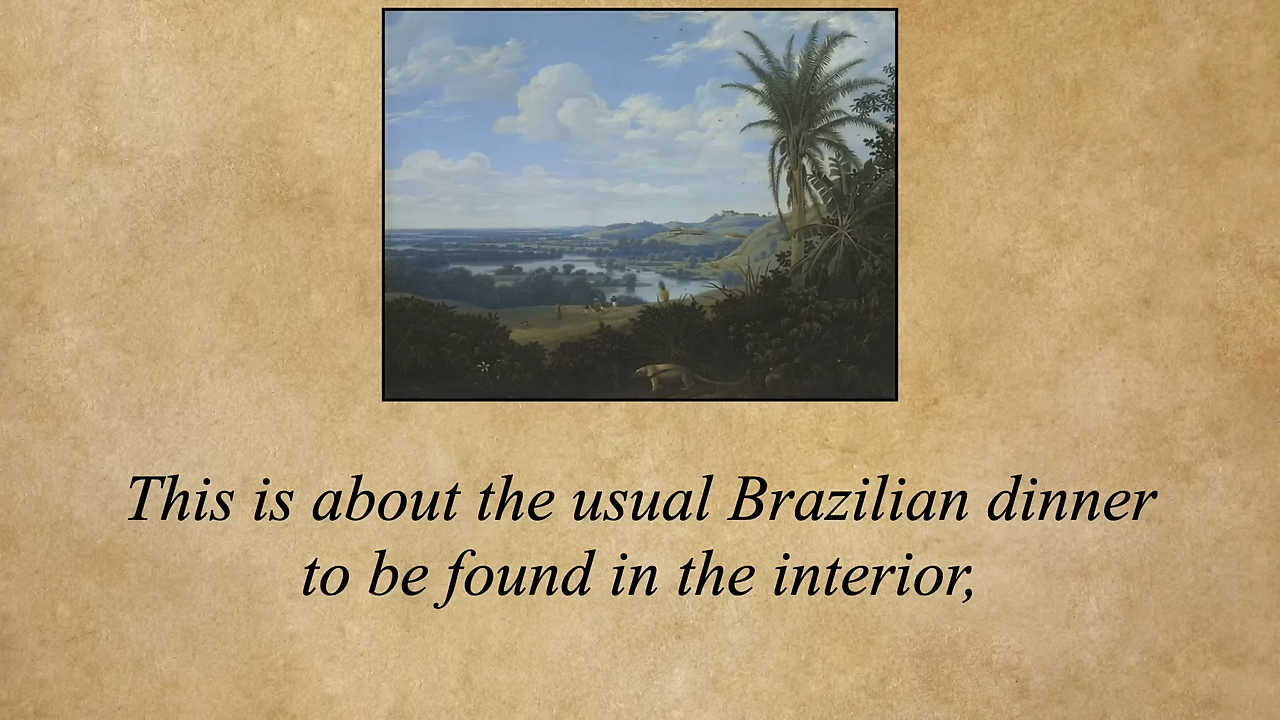 This is about the usual Brazilian dinner
to be found in the interior,